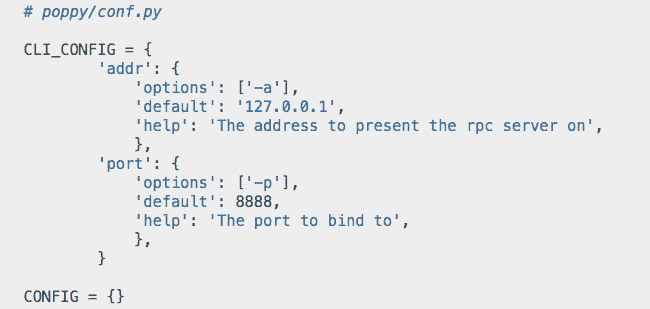 # poppy/conf.py
CLI_CONFIG = {
        'addr': {
            'options': ['-a'],
            'default': '127.0.0.1',
            'help': 'The address to present the rpc server on',
            },
        'port': {
            'options': ['-p'],
            'default': 8888,
            'help': 'The port to bind to',
            },
        }
CONFIG = {}